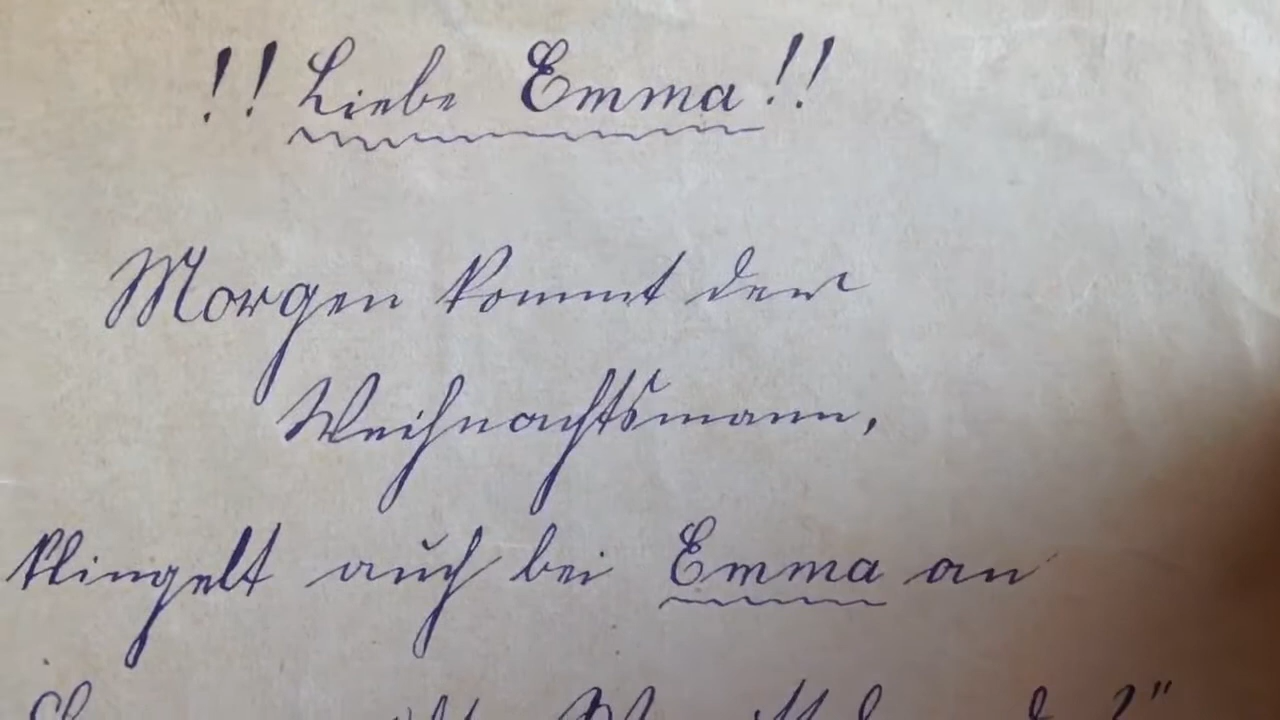 !! Liebe Emma!!
Morgen kommt der
Weihnachtsmann,
klingelt auch bei Emma an